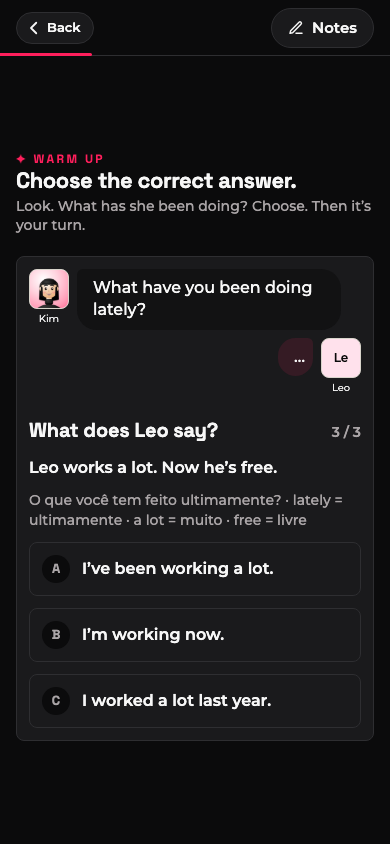 Back
Notes
WARM UP
Choose the correct answer.
Look. What has she been doing? Choose. Then it's
your turn.
Kim
What have you been doing
lately?
...
Le
Leo
What does Leo say?
3 / 3
Leo works a lot. Now he's free.
O que você tem feito ultimamente? · lately =
ultimamente · a lot = muito · free = livre
A
I've been working a lot.
B
I'm working now.
C
I worked a lot last year.